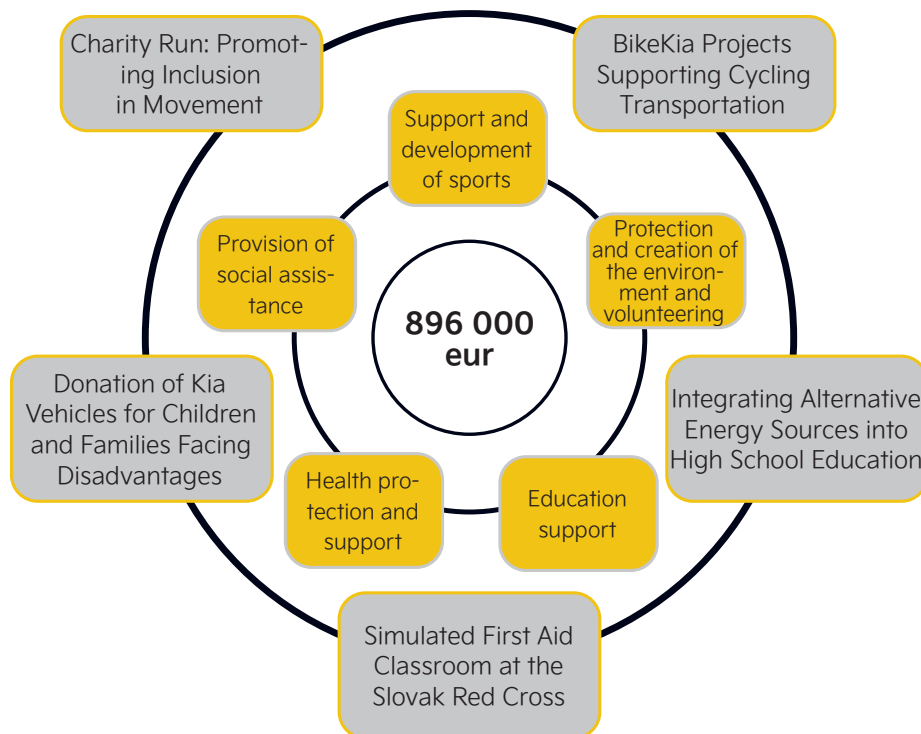 Charity Run: Promot-
ing Inclusion
in Movement
BikeKia Projects
Supporting Cycling
Transportation
Support and
development
of sports
Provision of
social assis-
tance
Protection
and creation of
the environ-
ment and
volunteering
896 000
eur
Donation of Kia
Vehicles for Children
and Families Facing
Disadvantages
Integrating Alternative
Energy Sources into
High School Education
Health pro-
tection and
support
Education
support
Simulated First Aid
Classroom at the
Slovak Red Cross